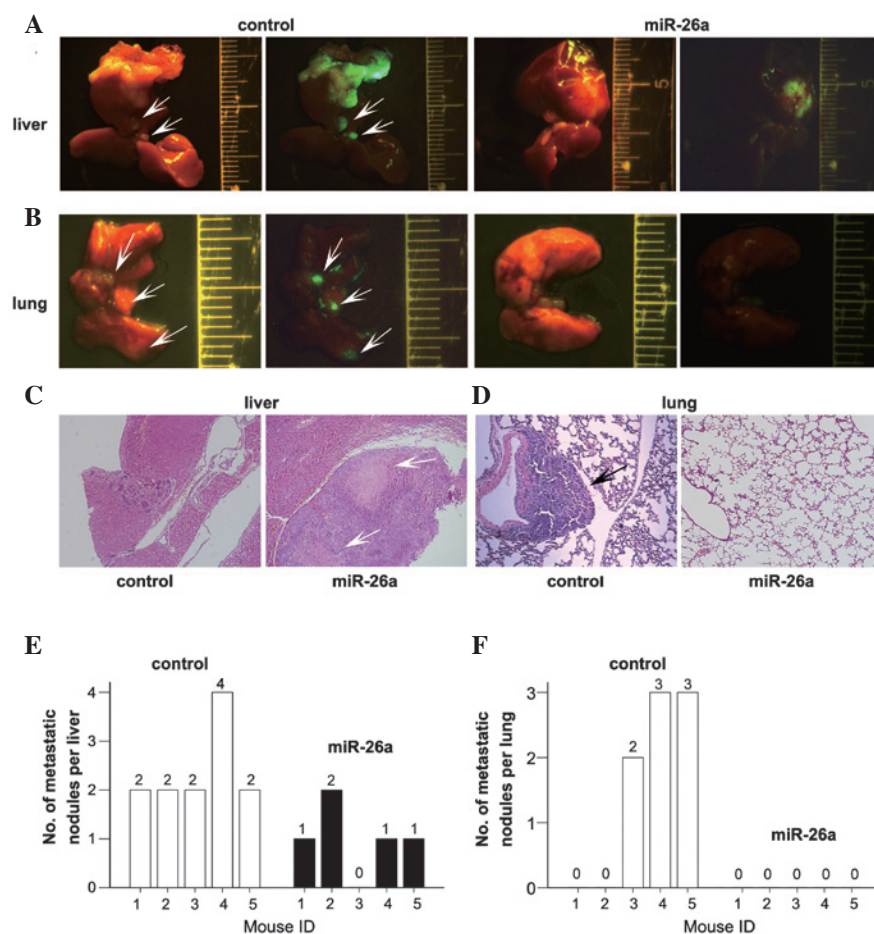 A
control
miR-26a
liver
5
5
B
lung
C
liver
D
lung
control
miR-26a
control
miR-26a
E
control
No. of metastatic
nodules per liver
4
3
2
1
0
2 2 2 4 2
miR-26a
1 2 0 1 1
1 2 3 4 5 1 2 3 4 5
Mouse ID
F
control
No. of metastatic
nodules per lung
3
2
1
0
0 0 2 3 3
miR-26a
0 0 0 0 0
1 2 3 4 5 1 2 3 4 5
Mouse ID